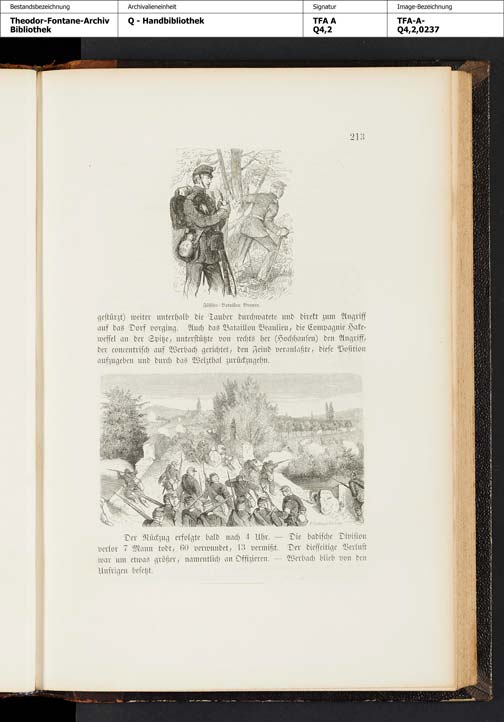 Bestandsbezeichnung
Theodor-Fontane-Archiv
Bibliothek
Archivalieneinheit
Q - Handbibliothek
Signatur
TFA A
Q4,2
Image-Bezeichnung
TFA-A-
Q4,2,0237
213
Füsilier-Bataillon Bremen.
gestürzt) weiter unterhalb die Tauber durchwatete und direkt zum Angriff
auf das Dorf vorging. Auch das Bataillon Beaulieu, die Compagnie Hake-
wessel an der Spitze, unterstützte von rechts her (Hochhausen) den Angriff,
der concentrisch auf Werbach gerichtet, den Feind veranlaßte, diese Position
aufzugeben und durch das Welzthal zurückzugehn.
Der Rückzug erfolgte bald nach 4 Uhr. — Die badische Division
verlor 7 Mann todt, 60 verwundet, 13 vermißt. Der diesseitige Verlust
war um etwas größer, namentlich an Offizieren. — Werbach blieb von den
Unsrigen besetzt.